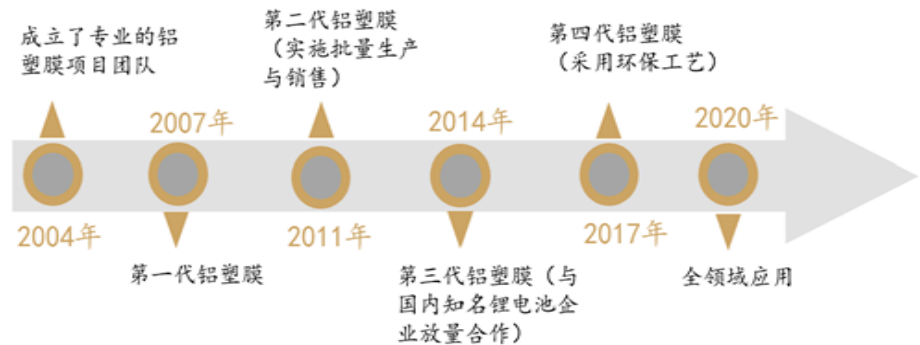 成立了专业的铝
塑膜项目团队
2004年
2007年
第一代铝塑膜
第二代铝塑膜
（实施批量生产
与销售）
2011年
2014年
第三代铝塑膜（与
国内知名锂电池企
业放量合作）
第四代铝塑膜
（采用环保工艺）
2017年
2020年
全领域应用